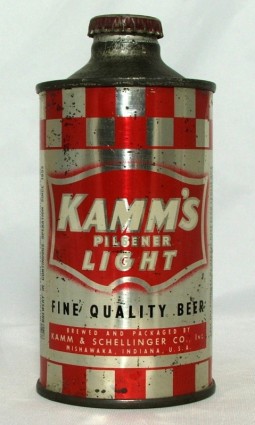 KAMM'S
PILSENER
LIGHT
FINE QUALITY BEER
BREWED AND PACKAGED BY
KAMM & SCHELLINGER CO., Inc.
MISHAWAKA, INDIANA, U.S.A.